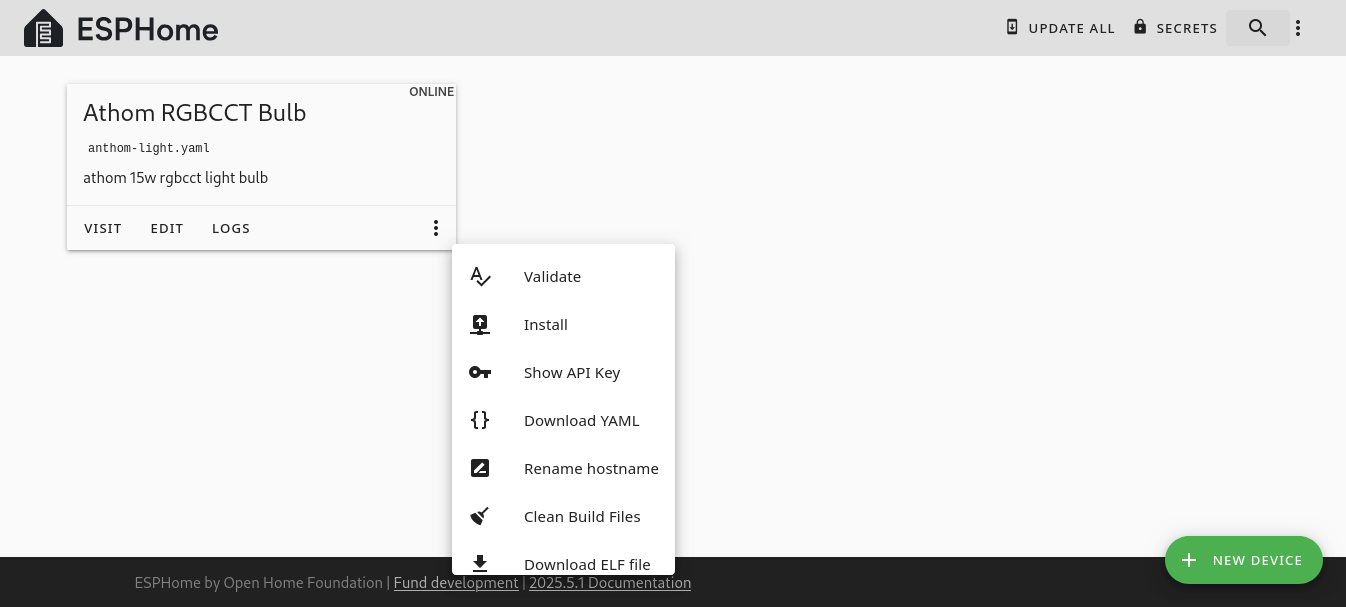 ESPHome
UPDATE ALL
SECRETS
ONLINE
Athom RGBCCT Bulb
anthom-light.yaml
athom 15w rgbcct light bulb
VISIT
EDIT
LOGS
Validate
Install
Show API Key
Download YAML
Rename hostname
Clean Build Files
Download ELF file
NEW DEVICE
ESPHome by Open Home Foundation | Fund development | 2025.5.1 Documentation